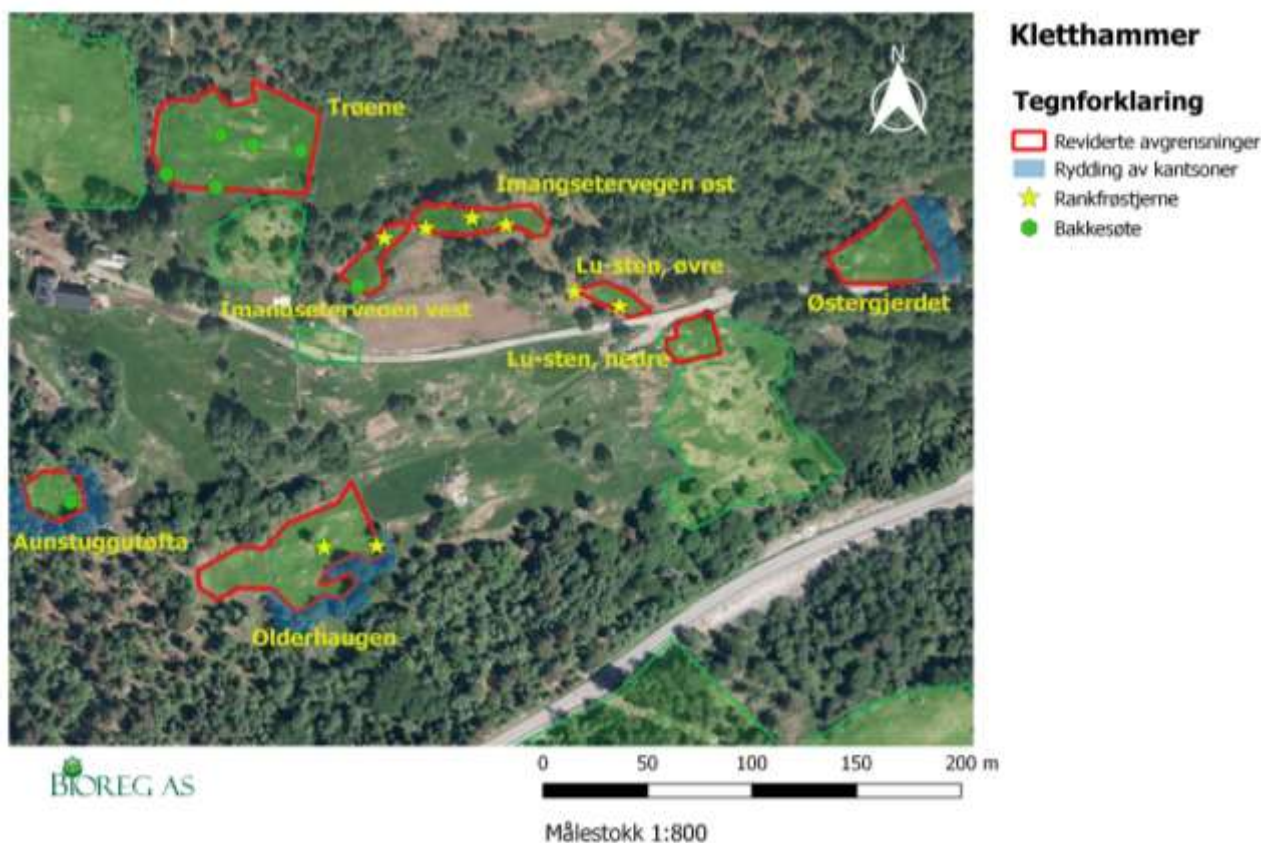 Kletthammer
Tegnforklaring
Reviderte avgrensninger
Rydding av kantsoner
Rankfrøstjerne
Bakkesøte
N
Trøene
Imangsetervegen øst
Lu-sten, øvre
Imangsetervegen vest
Østergjerdet
Lu-sten, nedre
Aunstuggutøfta
Olderhaugen
BIOREG AS
0 50 100 150 200 m
Målestokk 1:800